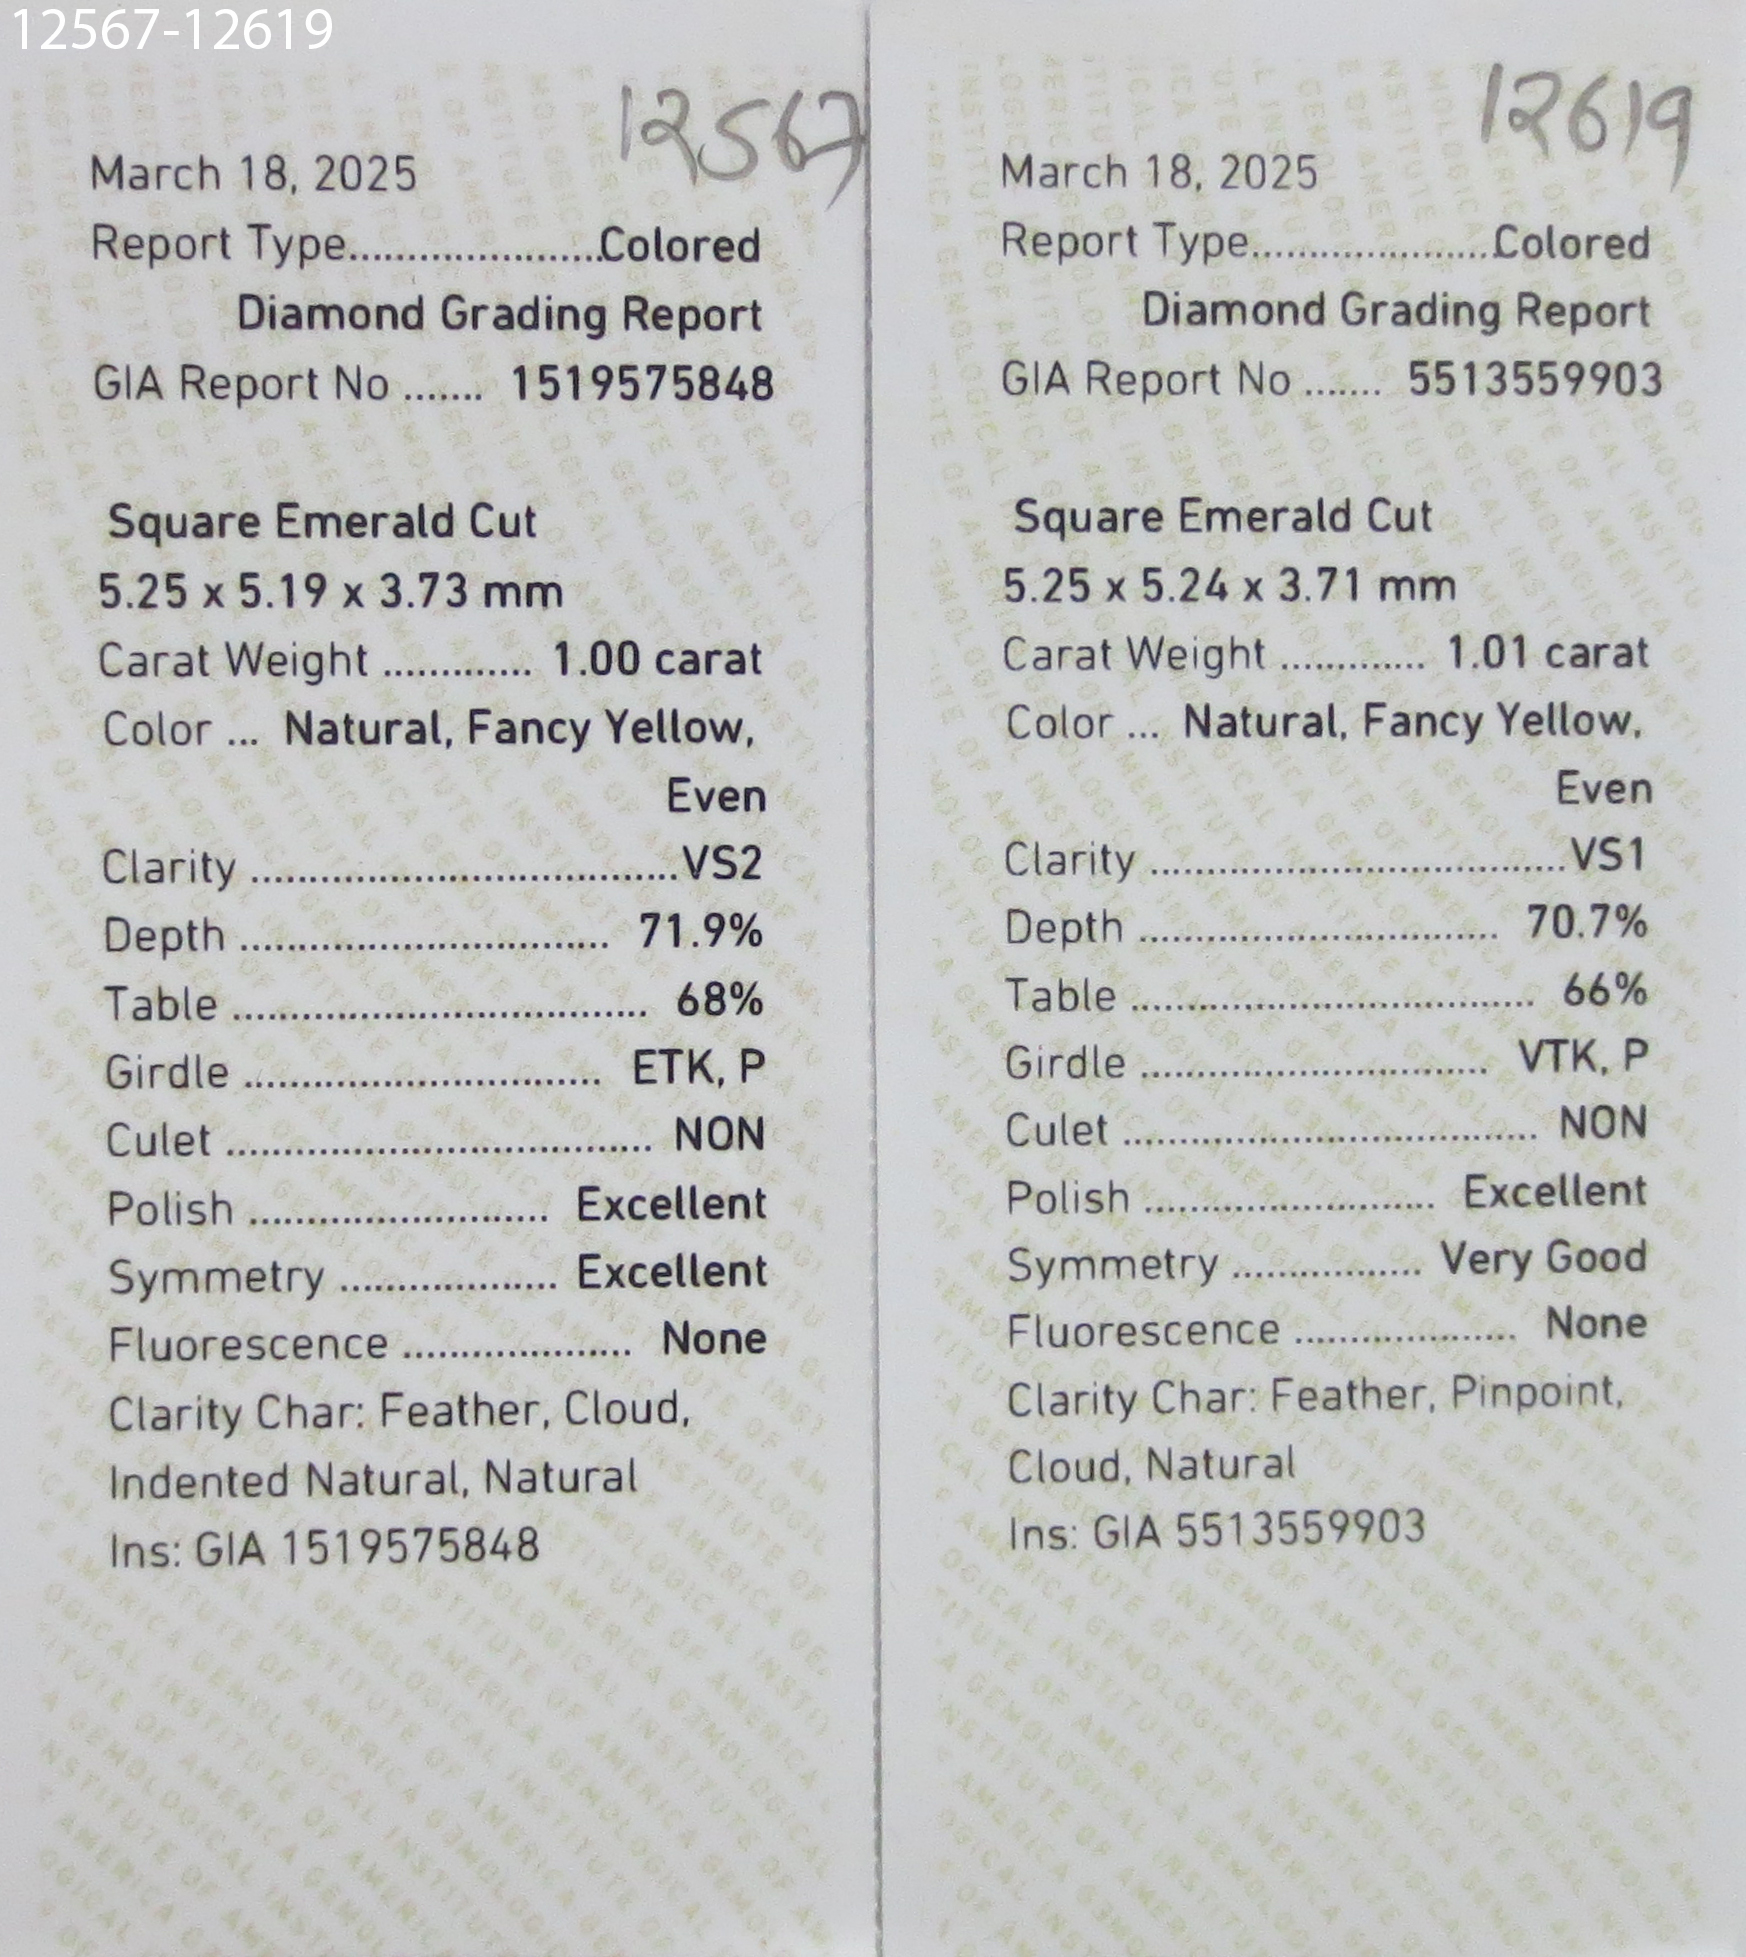 12567-12619
12567
March 18, 2025
Report Type......................Colored
Diamond Grading Report
GIA Report No ....... 1519575848
Square Emerald Cut
5.25 x 5.19 x 3.73 mm
Carat Weight ............. 1.00 carat
Color ... Natural, Fancy Yellow,
Even
Clarity .....................................VS2
Depth ................................ 71.9%
Table .................................... 68%
Girdle ............................... ETK, P
Culet ..................................... NON
Polish .......................... Excellent
Symmetry ................... Excellent
Fluorescence .................... None
Clarity Char: Feather, Cloud,
Indented Natural, Natural
Ins: GIA 1519575848
12619
March 18, 2025
Report Type.....................Colored
Diamond Grading Report
GIA Report No ....... 5513559903
Square Emerald Cut
5.25 x 5.24 x 3.71 mm
Carat Weight ............. 1.01 carat
Color ... Natural, Fancy Yellow,
Even
Clarity .....................................VS1
Depth ................................ 70.7%
Table .................................... 66%
Girdle ............................... VTK, P
Culet ..................................... NON
Polish .......................... Excellent
Symmetry ................. Very Good
Fluorescence .................... None
Clarity Char: Feather, Pinpoint,
Cloud, Natural
Ins: GIA 5513559903